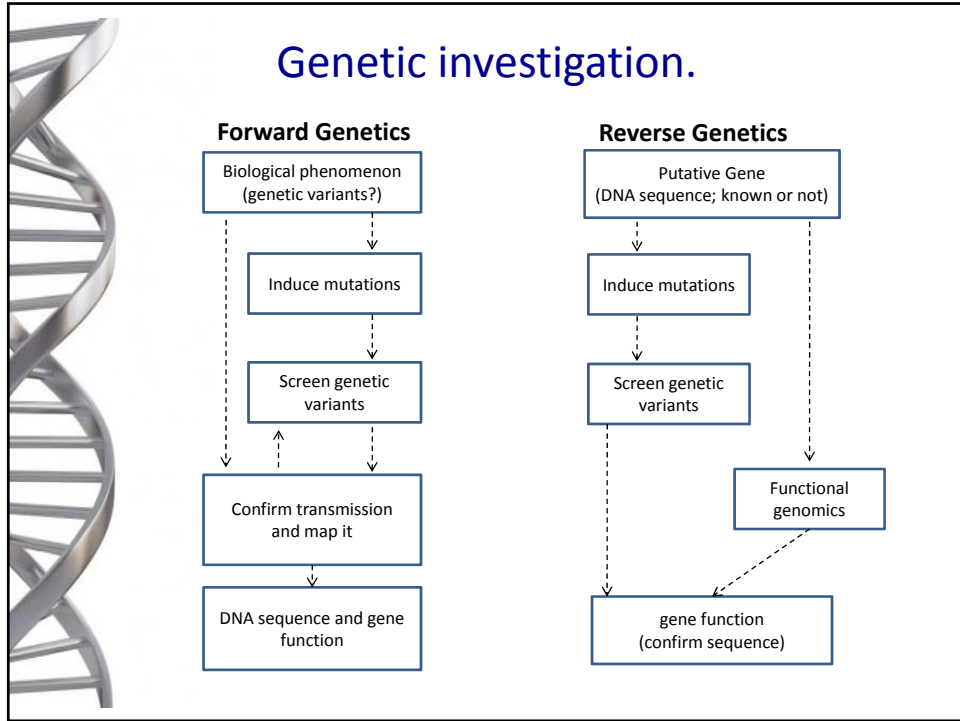 Genetic investigation.
Forward Genetics
Biological phenomenon
(genetic variants?)
Induce mutations
Screen genetic
variants
Confirm transmission
and map it
DNA sequence and gene
function
Reverse Genetics
Putative Gene
(DNA sequence; known or not)
Induce mutations
Screen genetic
variants
Functional
genomics
gene function
(confirm sequence)